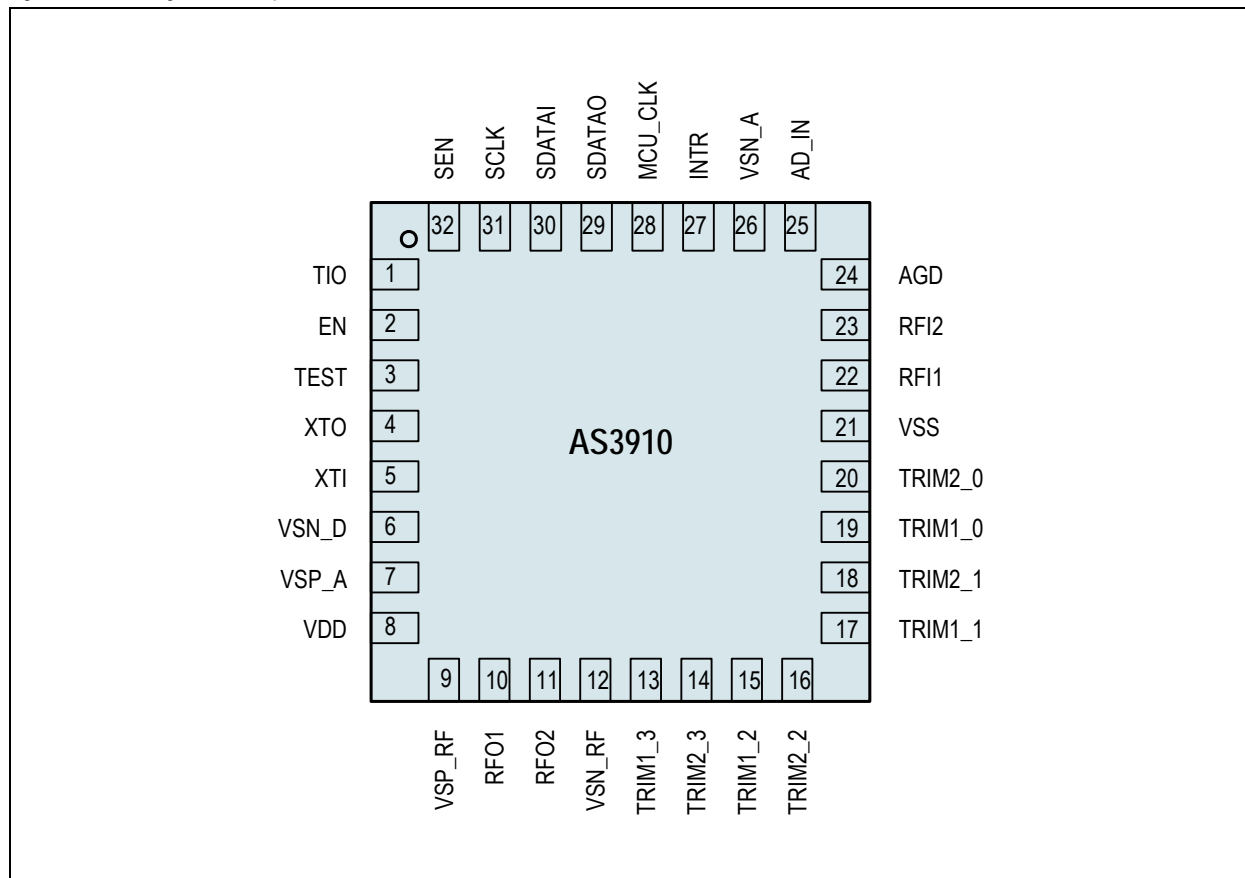 SEN
SCLK
SDATAI
SDATAO
MCU_CLK
INTR
VSN_A
AD_IN
32
31
30
29
28
27
26
25
TIO 1
24 AGD
EN 2
23 RFI2
TEST 3
22 RFI1
XTO 4
21 VSS
AS3910
XTI 5
20 TRIM2_0
VSN_D 6
19 TRIM1_0
VSP_A 7
18 TRIM2_1
VDD 8
17 TRIM1_1
9
10
11
12
13
14
15
16
VSP_RF
RFO1
RFO2
VSN_RF
TRIM1_3
TRIM2_3
TRIM1_2
TRIM2_2